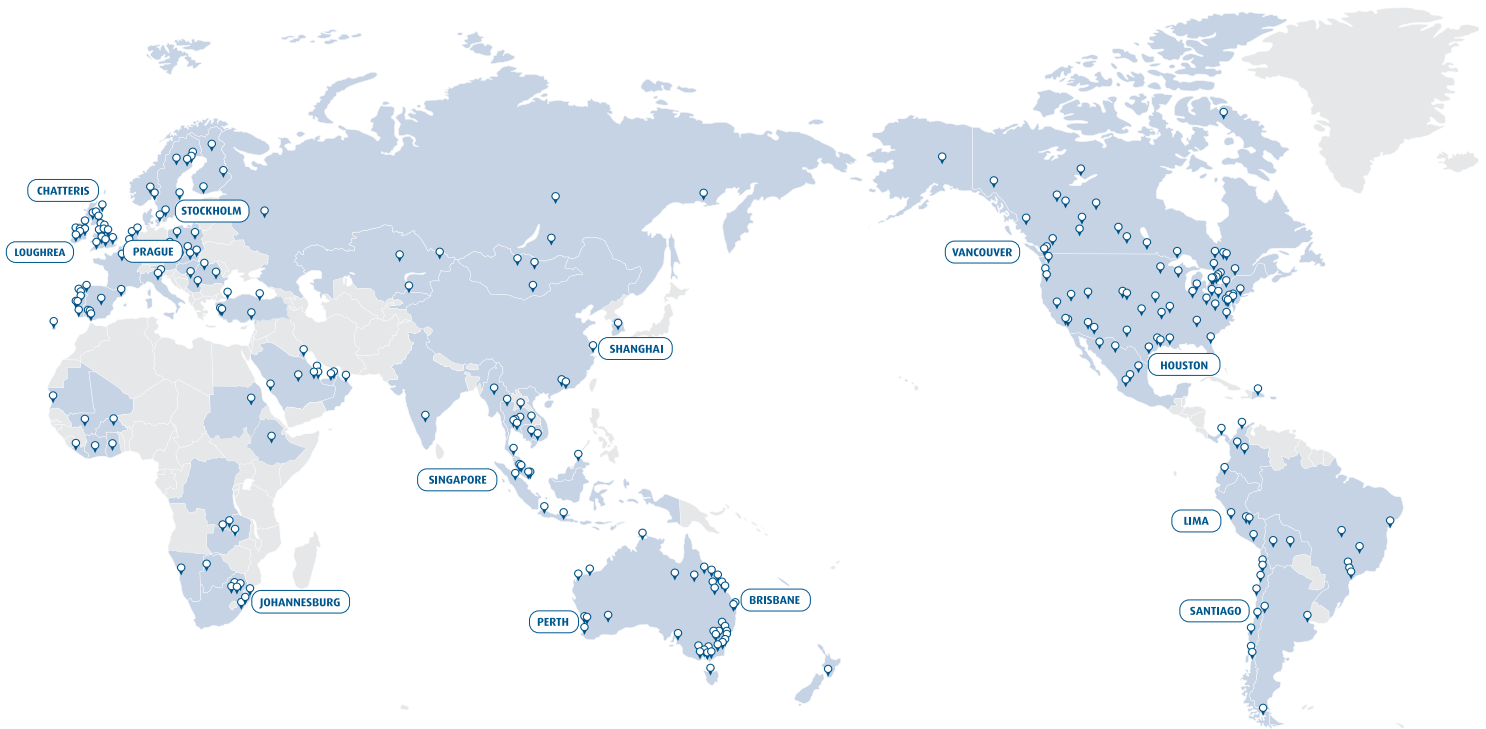 CHATTERIS
STOCKHOLM
LOUGHREA
PRAGUE
VANCOUVER
SHANGHAI
HOUSTON
SINGAPORE
LIMA
JOHANNESBURG
BRISBANE
PERTH
SANTIAGO